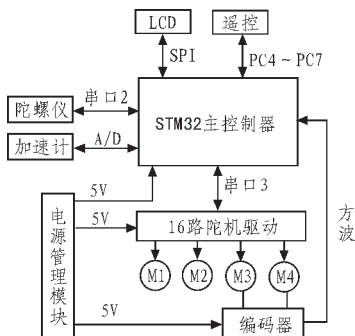 LCD
遥控
SPI
PC4～PC7
陀螺仪
串口2
STM32主控制器
加速计
A/D
5V
串口3
方波
电源管理模块
5V
16路陀机驱动
M1
M2
M3
M4
5V
编码器